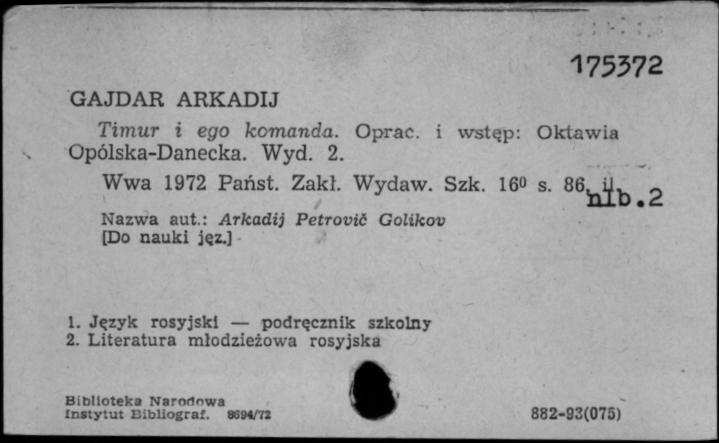 175372
GAJDAR ARKADIJ
Timur i ego komanda. Oprac. i wstęp: Oktawia
Opólska-Danecka. Wyd. 2.
Wwa 1972 Państ. Zakł. Wydaw. Szk. 16⁰ s. 86, il.
nlb.2
Nazwa aut.: Arkadij Petrovič Golikov
[Do nauki jęz.]
1. Język rosyjski — podręcznik szkolny
2. Literatura młodzieżowa rosyjska
Biblioteka Narodowa
Instytut Bibliograf. 8694/72
882-93(075)